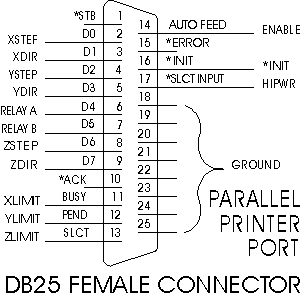 *STB 1
XSTEP D0 2
XDIR D1 3
YSTEP D2 4
YDIR D3 5
RELAY A D4 6
RELAY B D5 7
ZSTEP D6 8
ZDIR D7 9
*ACK 10
XLIMIT BUSY 11
YLIMIT PEND 12
ZLIMIT SLCT 13
14 AUTO FEED ENABLE
15 *ERROR
16 *INIT *INIT
17 *SLCT INPUT HIPWR
18
19
20
21
22
23
24
25
GROUND
PARALLEL
PRINTER
PORT
DB25 FEMALE CONNECTOR